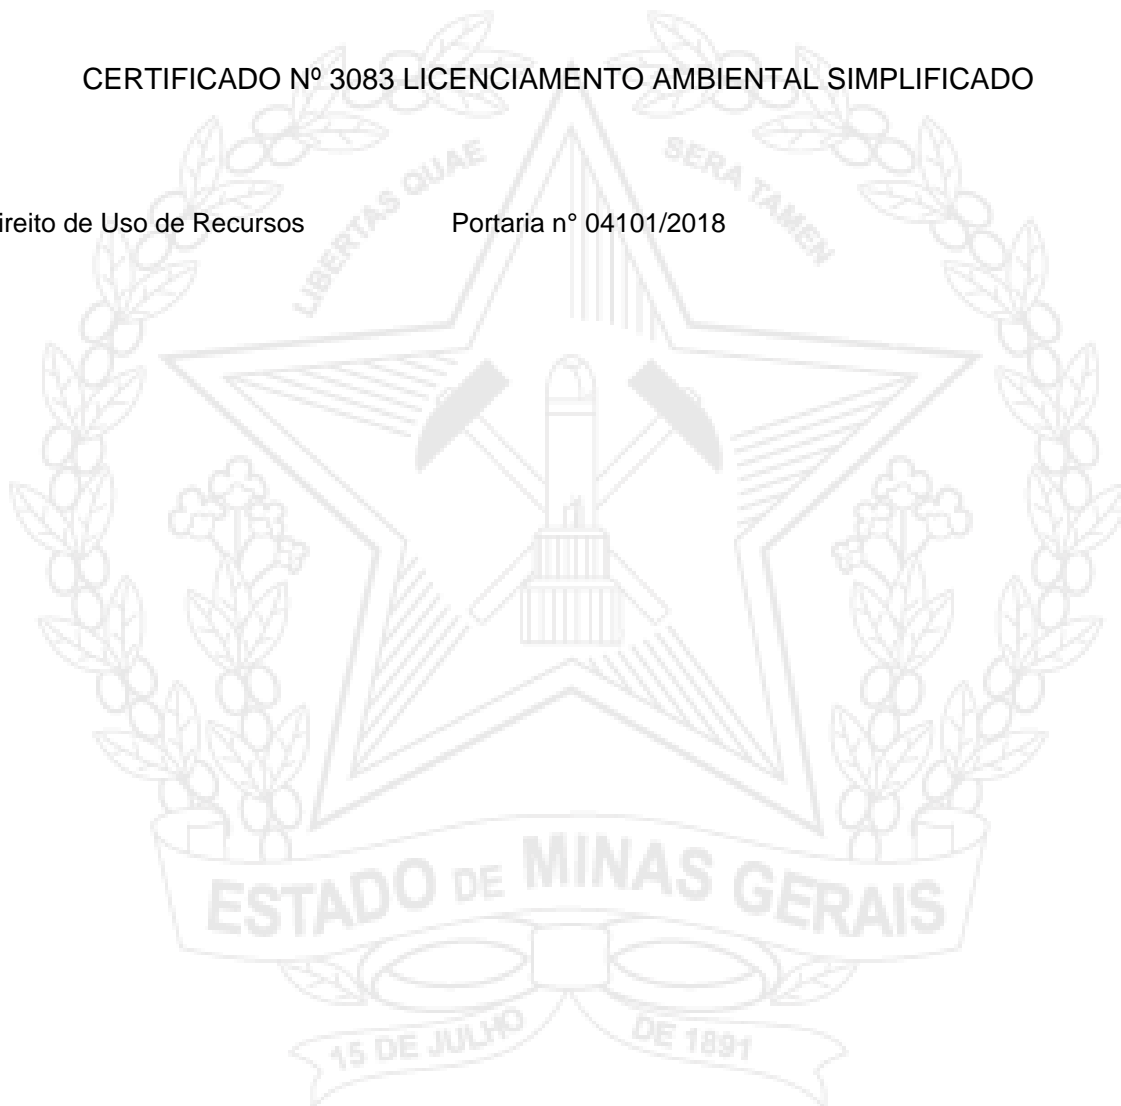 CERTIFICADO Nº 3083 LICENCIAMENTO AMBIENTAL SIMPLIFICADO
LIBERTAS QUAE SERA TAMEN
ireito de Uso de Recursos Portaria n° 04101/2018
ESTADO DE MINAS GERAIS
15 DE JULHO DE 1891